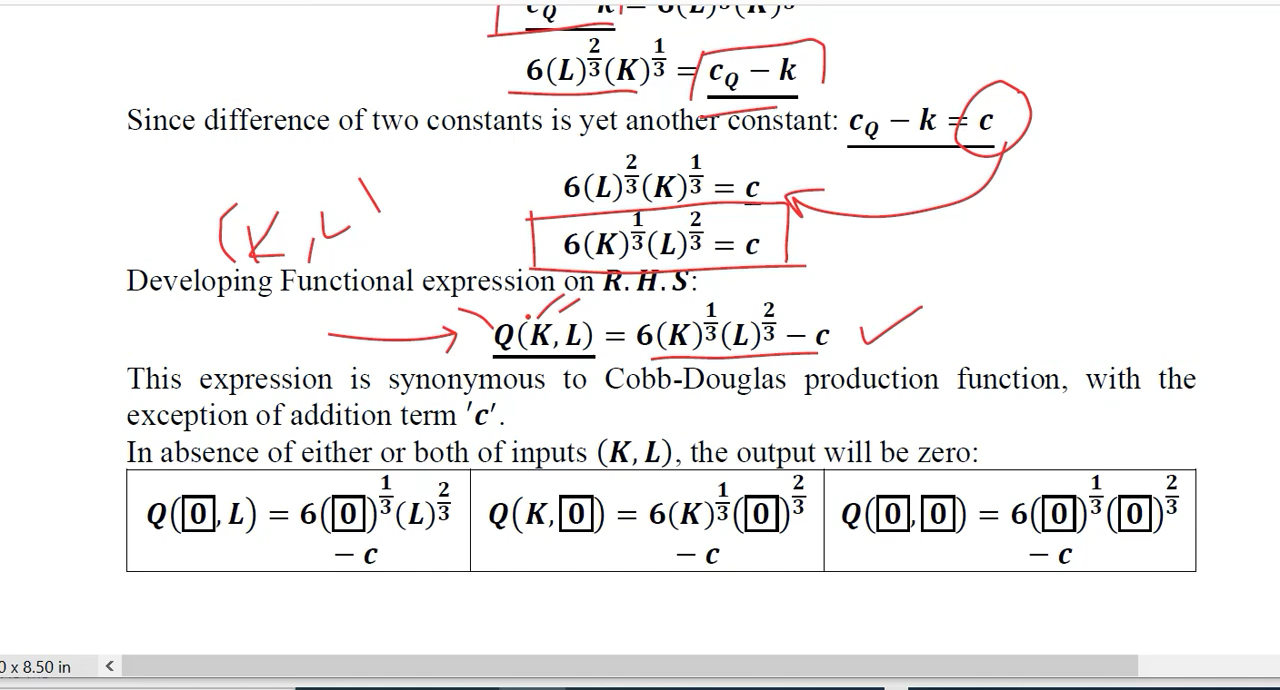 6(L)^{2/3}(K)^{1/3} = c_Q − k
Since difference of two constants is yet another constant: c_Q − k = c
6(L)^{2/3}(K)^{1/3} = c
6(K)^{1/3}(L)^{2/3} = c
(K, L)
Developing Functional expression on R.H.S:
Q(K, L) = 6(K)^{1/3}(L)^{2/3} − c
This expression is synonymous to Cobb-Douglas production function, with the
exception of addition term 'c'.
In absence of either or both of inputs (K, L), the output will be zero:
Q(0, L) = 6(0)^{1/3}(L)^{2/3}
− c
Q(K, 0) = 6(K)^{1/3}(0)^{2/3}
− c
Q(0, 0) = 6(0)^{1/3}(0)^{2/3}
− c
0 x 8.50 in <